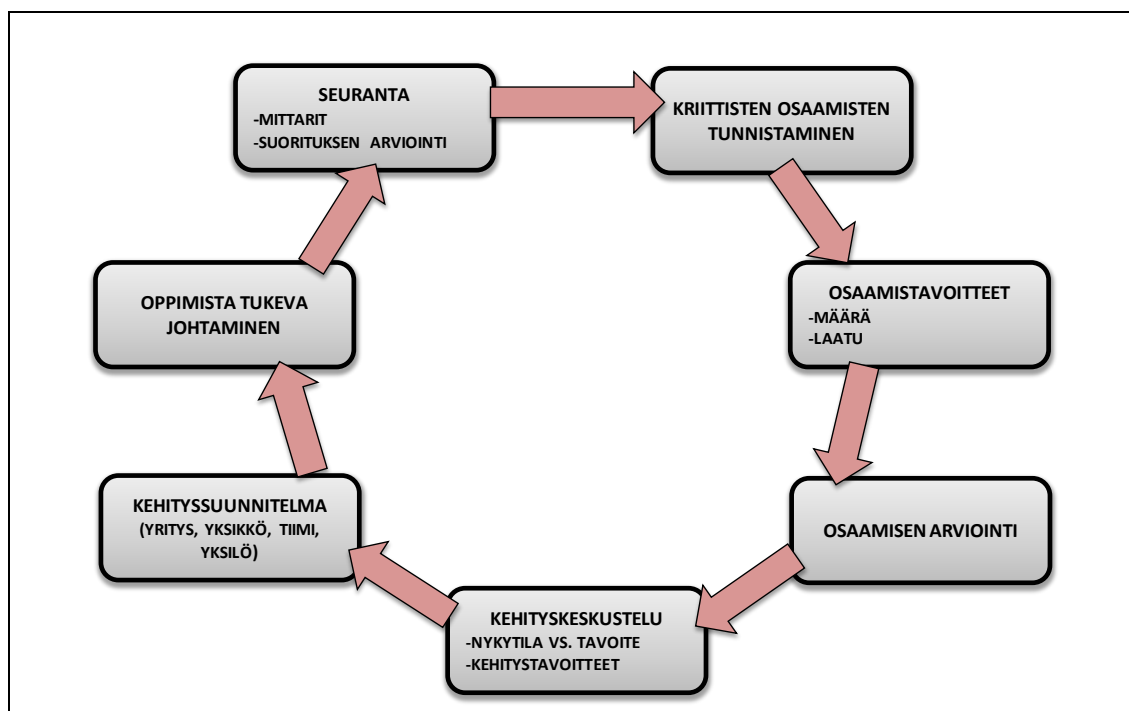 SEURANTA
-MITTARIT
-SUORITUKSEN ARVIOINTI
KRIITTISTEN OSAAMISTEN
TUNNISTAMINEN
OSAAMISTAVOITTEET
-MÄÄRÄ
-LAATU
OSAAMISEN ARVIOINTI
KEHITYSKESKUSTELU
-NYKYTILA VS. TAVOITE
-KEHITYSTAVOITTEET
KEHITYSSUUNNITELMA
(YRITYS, YKSIKKÖ, TIIMI,
YKSILÖ)
OPPIMISTA TUKEVA
JOHTAMINEN